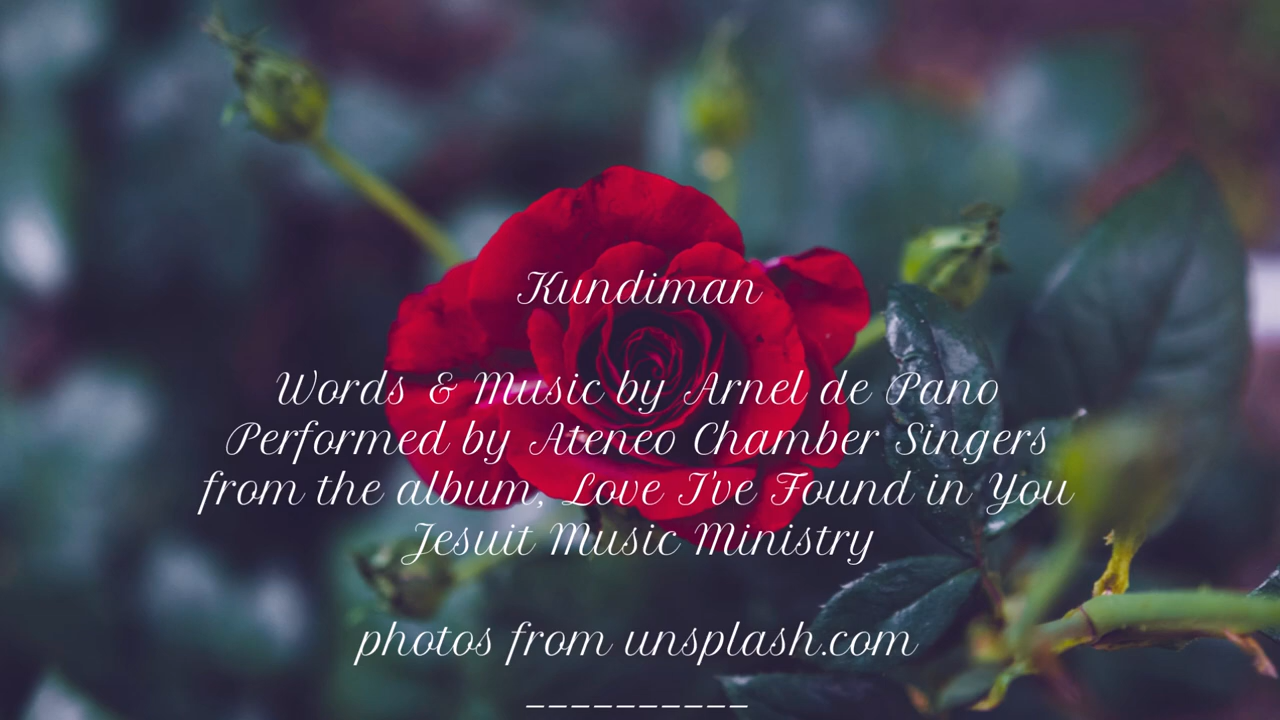 Kundiman
Words & Music by Arnel de Pano
Performed by Ateneo Chamber Singers
from the album, Love I've Found in You
Jesuit Music Ministry
photos from unsplash.com
__________